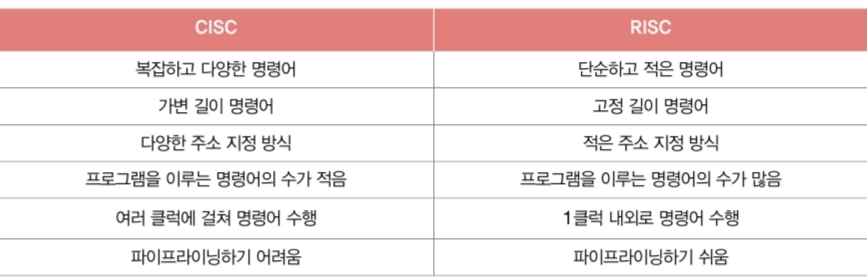 CISC RISC
복잡하고 다양한 명령어 단순하고 적은 명령어
가변 길이 명령어 고정 길이 명령어
다양한 주소 지정 방식 적은 주소 지정 방식
프로그램을 이루는 명령어의 수가 적음 프로그램을 이루는 명령어의 수가 많음
여러 클럭에 걸쳐 명령어 수행 1클럭 내외로 명령어 수행
파이프라이닝하기 어려움 파이프라이닝하기 쉬움